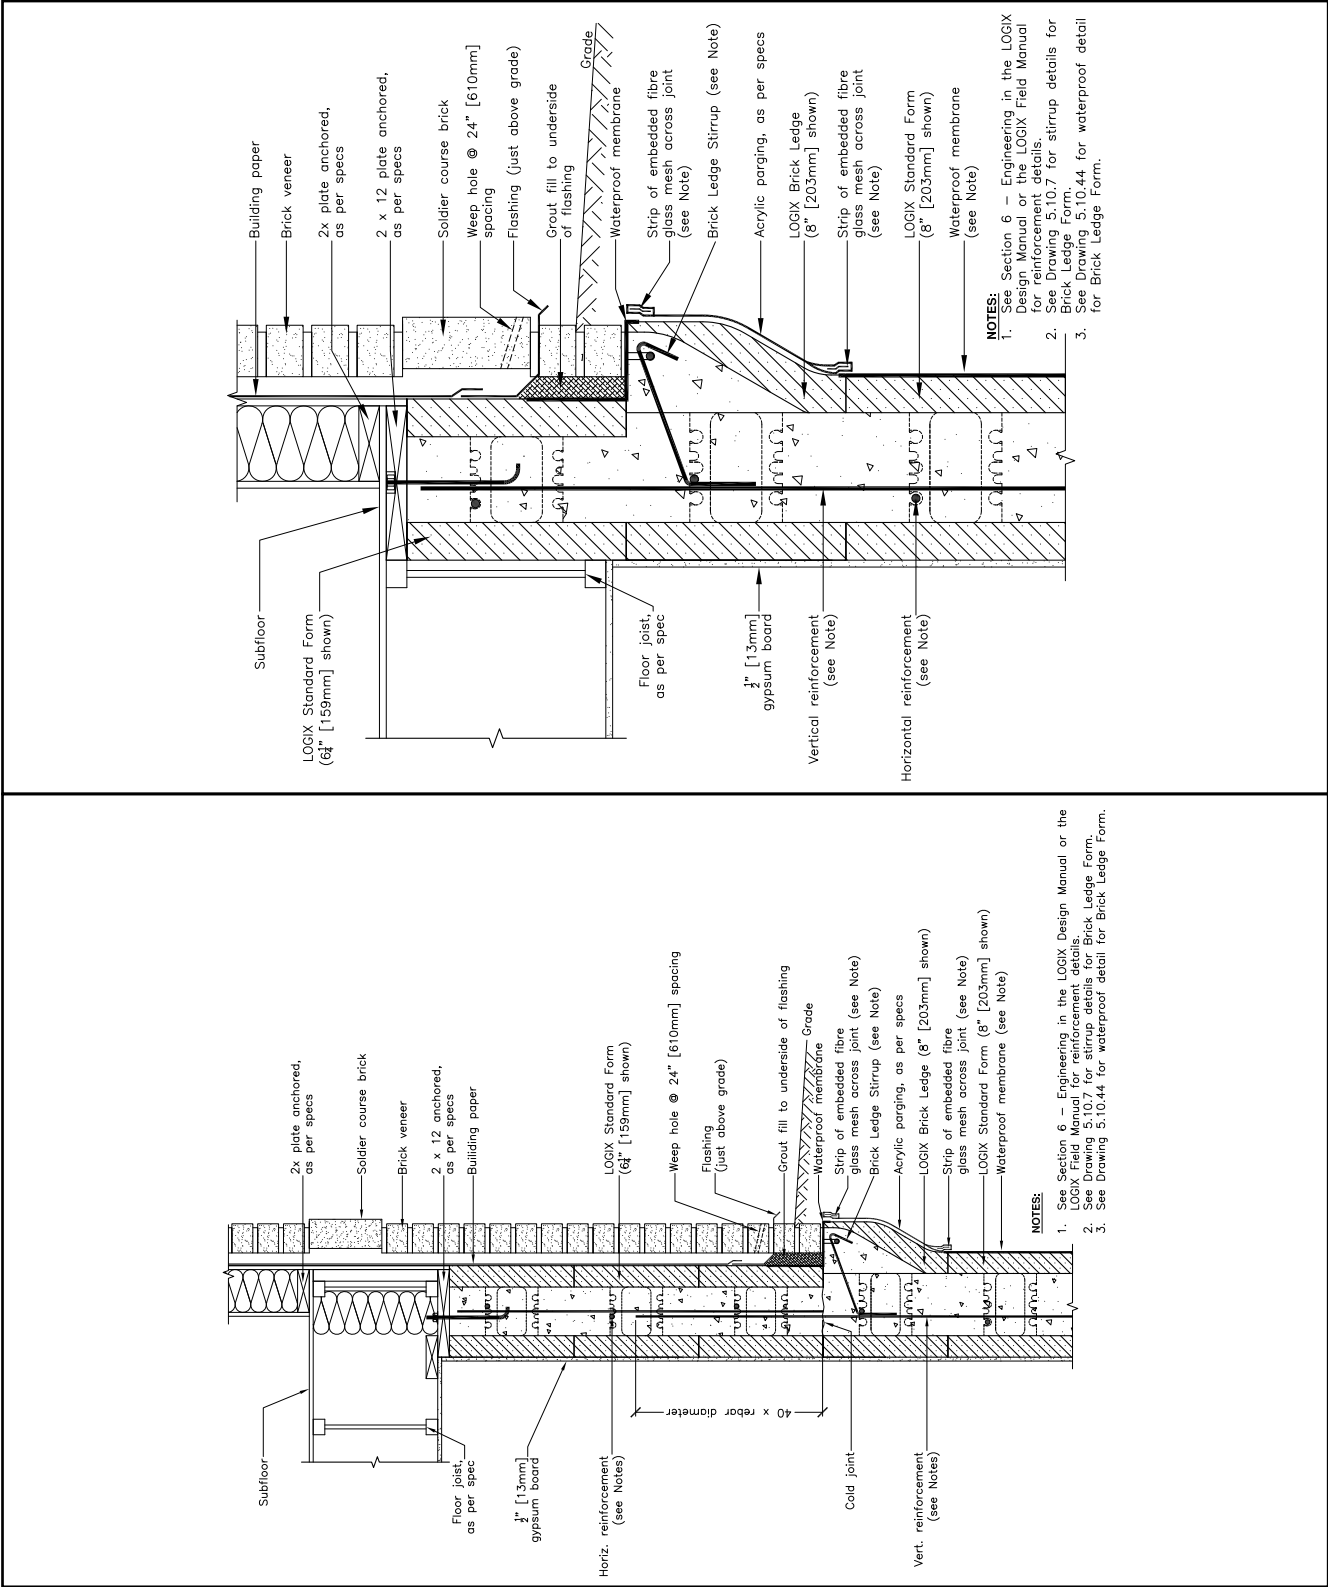 Building paper
Brick veneer
2x plate anchored,
as per specs
2 x 12 plate anchored,
as per specs
Soldier course brick
Weep hole @ 24" [610mm]
spacing
Flashing (just above grade)
Grout fill to underside
of flashing
Grade
Waterproof membrane
Strip of embedded fibre
glass mesh across joint
(see Note)
Brick Ledge Stirrup (see Note)
Acrylic parging, as per specs
LOGIX Brick Ledge
(8" [203mm] shown)
Strip of embedded fibre
glass mesh across joint
(see Note)
LOGIX Standard Form
(8" [203mm] shown)
Waterproof membrane
(see Note)
Subfloor
LOGIX Standard Form
(6¼" [159mm] shown)
Floor joist,
as per spec
½" [13mm]
gypsum board
Vertical reinforcement
(see Note)
Horizontal reinforcement
(see Note)
NOTES:
1. See Section 6 – Engineering in the LOGIX
Design Manual or the LOGIX Field Manual
for reinforcement details.
2. See Drawing 5.10.7 for stirrup details for
Brick Ledge Form.
3. See Drawing 5.10.44 for waterproof detail
for Brick Ledge Form.
2x plate anchored,
as per specs
Soldier course brick
Brick veneer
2 x 12 anchored,
as per specs
Builiding paper
LOGIX Standard Form
(6¼" [159mm] shown)
Weep hole @ 24" [610mm] spacing
Flashing
(just above grade)
Grout fill to underside of flashing
Grade
Waterproof membrane
Strip of embedded fibre
glass mesh across joint (see Note)
Brick Ledge Stirrup (see Note)
Acrylic parging, as per specs
LOGIX Brick Ledge (8" [203mm] shown)
Strip of embedded fibre
glass mesh across joint (see Note)
LOGIX Standard Form (8" [203mm] shown)
Waterproof membrane (see Note)
Subfloor
Floor joist,
as per spec
½" [13mm]
gypsum board
Horiz. reinforcement
(see Notes)
40 x rebar diameter
Cold joint
Vert. reinforcement
(see Notes)
NOTES:
1. See Section 6 – Engineering in the LOGIX Design Manual or the
LOGIX Field Manual for reinforcement details.
2. See Drawing 5.10.7 for stirrup details for Brick Ledge Form.
3. See Drawing 5.10.44 for waterproof detail for Brick Ledge Form.